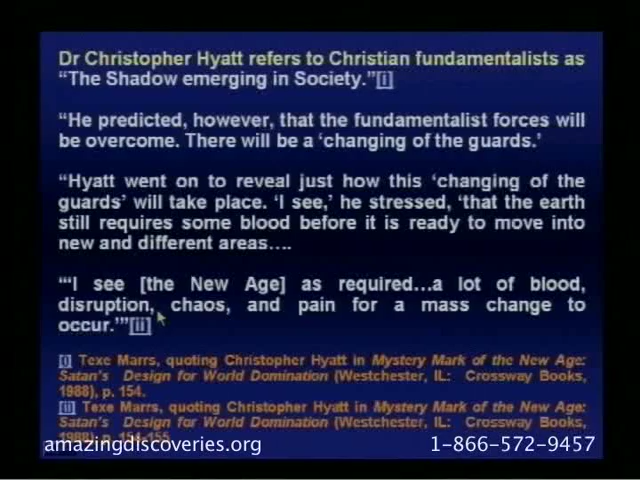 Dr Christopher Hyatt refers to Christian fundamentalists as
“The Shadow emerging in Society.”[i]
“He predicted, however, that the fundamentalist forces will
be overcome. There will be a ‘changing of the guards.’
“Hyatt went on to reveal just how this ‘changing of the
guards’ will take place. ‘I see,’ he stressed, ‘that the earth
still requires some blood before it is ready to move into
new and different areas….
“‘I see [the New Age] as required…a lot of blood,
disruption, chaos, and pain for a mass change to
occur.’”[ii]
[i] Texe Marrs, quoting Christopher Hyatt in Mystery Mark of the New Age:
Satan's Design for World Domination (Westchester, IL: Crossway Books,
1988), p. 154.
[ii] Texe Marrs, quoting Christopher Hyatt in Mystery Mark of the New Age:
Satan's Design for World Domination (Westchester, IL: Crossway Books,
1988), p. 154-155.
amazingdiscoveries.org 1-866-572-9457